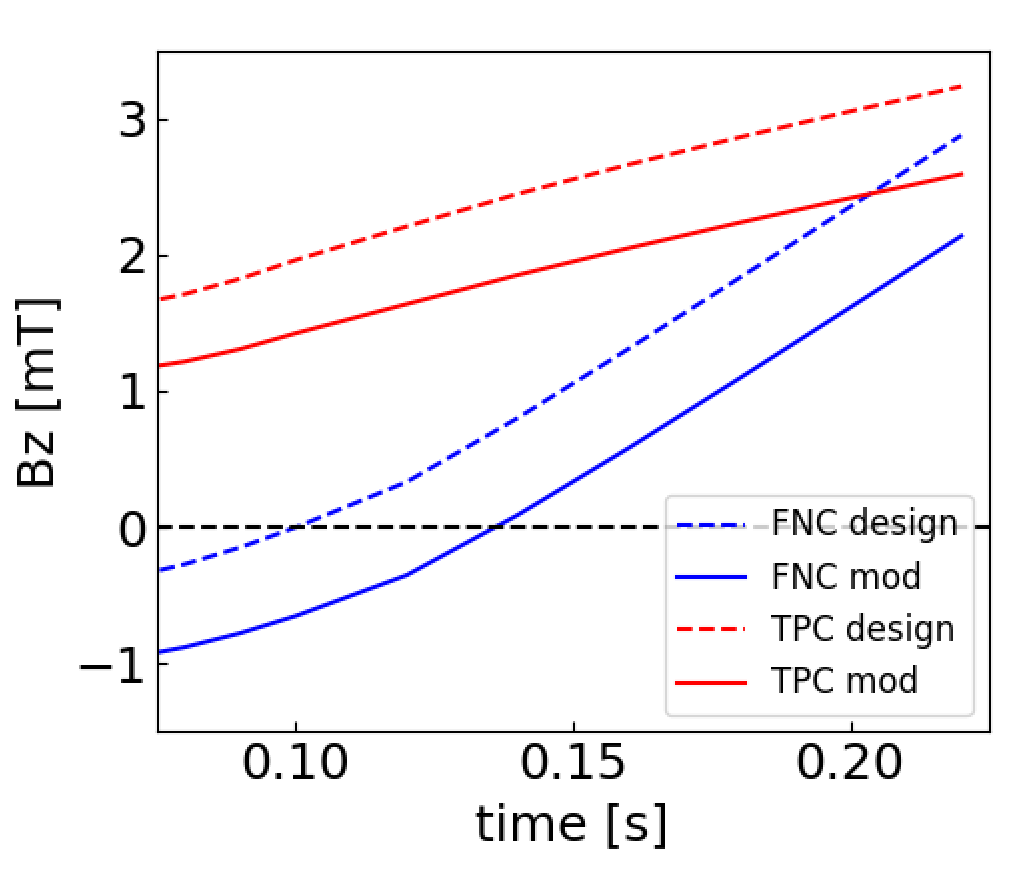 Bz [mT]
3
2
1
0
−1
0.10
0.15
0.20
time [s]
FNC design
FNC mod
TPC design
TPC mod